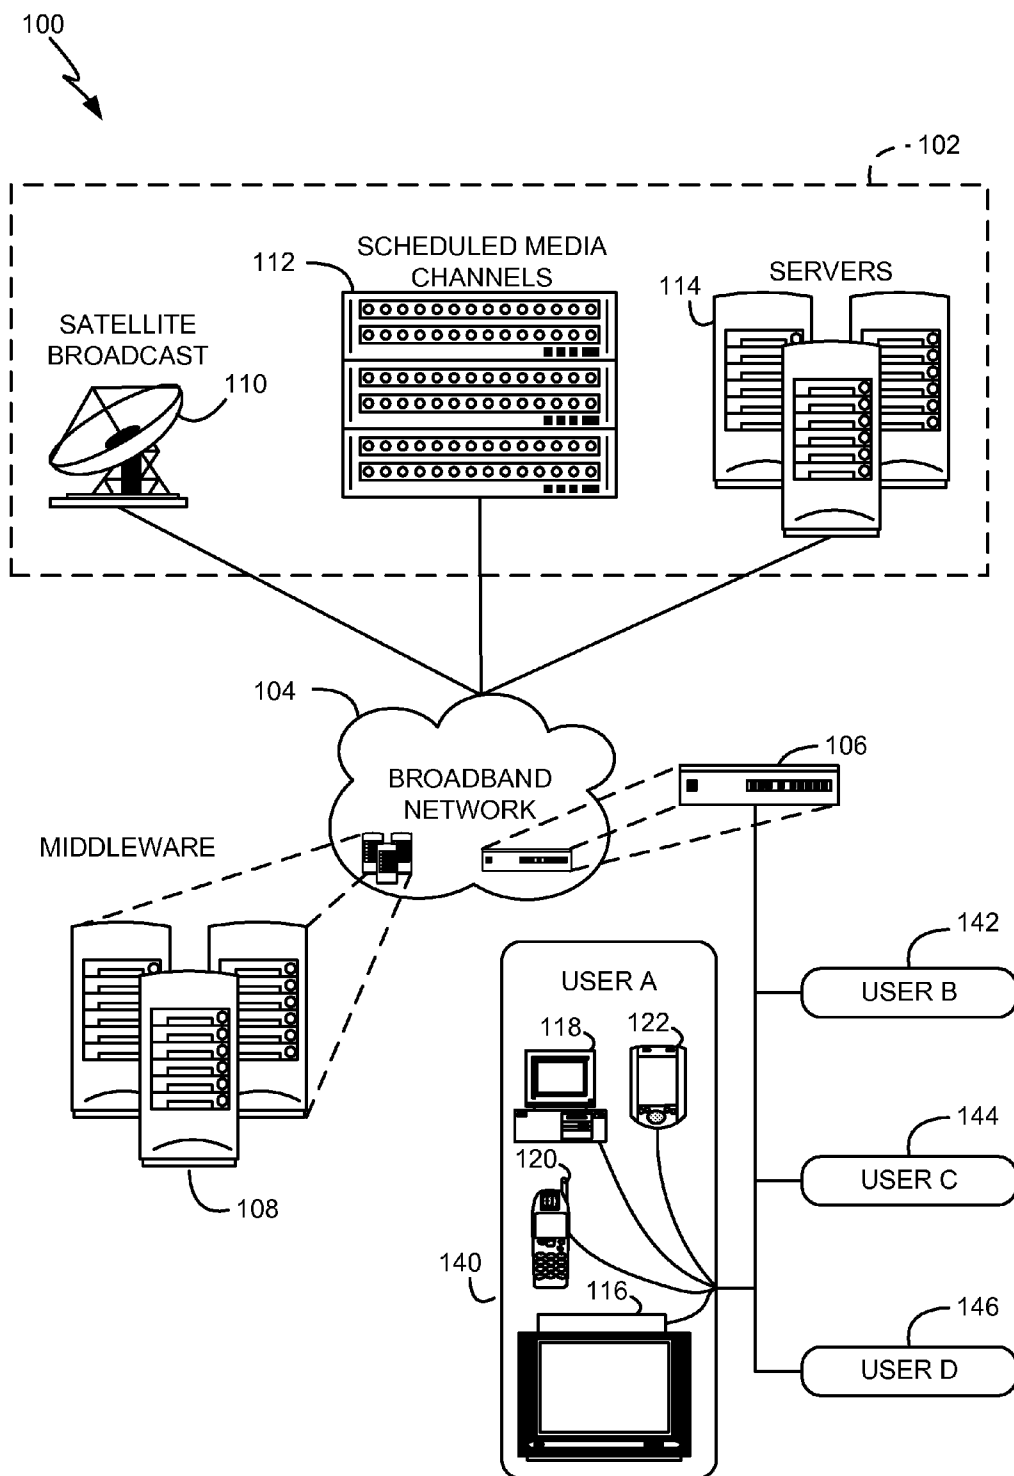 100
102
SCHEDULED MEDIA
CHANNELS
112
SERVERS
114
SATELLITE
BROADCAST
110
104
BROADBAND
NETWORK
106
MIDDLEWARE
108
USER A
118
122
120
140
116
142
USER B
144
USER C
146
USER D